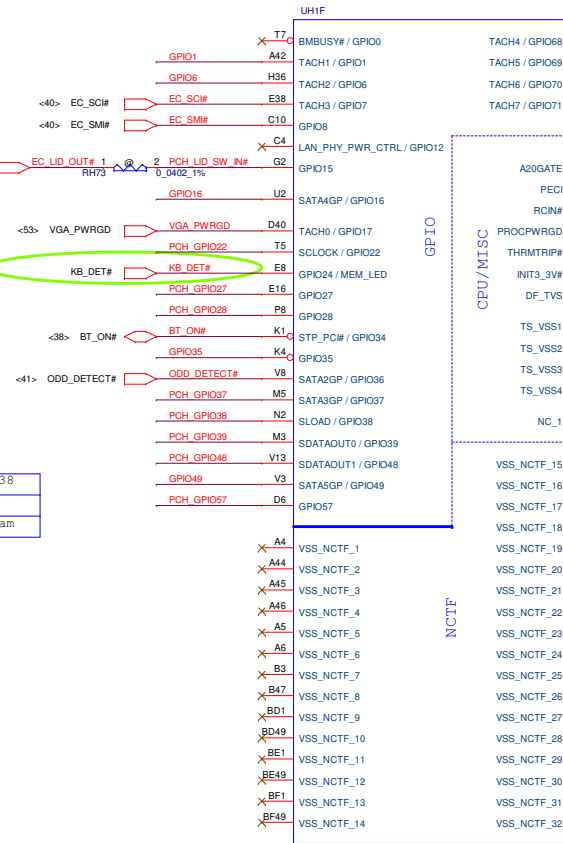 UH1F
T7 BMBUSY# / GPIO0 TACH4 / GPIO68
GPIO1 A42 TACH1 / GPIO1 TACH5 / GPIO69
GPIO6 H36 TACH2 / GPIO6 TACH6 / GPIO70
<40> EC_SCI# EC_SCI# E38 TACH3 / GPIO7 TACH7 / GPIO71
<40> EC_SMI# EC_SMI# C10 GPIO8
C4 LAN_PHY_PWR_CTRL / GPIO12
EC_LID_OUT# 1 @ 2 PCH_LID_SW_IN# G2 GPIO15 A20GATE
RH73 0_0402_1%
PECI
GPIO16 U2 SATA4GP / GPIO16
RCIN#
<53> VGA_PWRGD VGA_PWRGD D40 TACH0 / GPIO17 PROCPWRGD
PCH_GPIO22 T5 SCLOCK / GPIO22 THRMTRIP#
KB_DET# KB_DET# E8 GPIO24 / MEM_LED INIT3_3V#
PCH_GPIO27 E16 GPIO27 DF_TVS
PCH_GPIO28 P8 GPIO28
TS_VSS1
<38> BT_ON# BT_ON# K1 STP_PCI# / GPIO34
TS_VSS2
GPIO35 K4 GPIO35
TS_VSS3
<41> ODD_DETECT# ODD_DETECT# V8 SATA2GP / GPIO36
TS_VSS4
PCH_GPIO37 M5 SATA3GP / GPIO37
PCH_GPIO38 N2 SLOAD / GPIO38 NC_1
PCH_GPIO39 M3 SDATAOUT0 / GPIO39
PCH_GPIO48 V13 SDATAOUT1 / GPIO48 VSS_NCTF_15
GPIO49 V3 SATA5GP / GPIO49 VSS_NCTF_16
PCH_GPIO57 D6 GPIO57 VSS_NCTF_17
VSS_NCTF_18
GPIO
CPU/MISC
38
am
A4 VSS_NCTF_1 VSS_NCTF_19
A44 VSS_NCTF_2 VSS_NCTF_20
A45 VSS_NCTF_3 VSS_NCTF_21
A46 VSS_NCTF_4 VSS_NCTF_22
A5 VSS_NCTF_5 VSS_NCTF_23
A6 VSS_NCTF_6 VSS_NCTF_24
B3 VSS_NCTF_7 VSS_NCTF_25
B47 VSS_NCTF_8 VSS_NCTF_26
BD1 VSS_NCTF_9 VSS_NCTF_27
BD49 VSS_NCTF_10 VSS_NCTF_28
BE1 VSS_NCTF_11 VSS_NCTF_29
BE49 VSS_NCTF_12 VSS_NCTF_30
BF1 VSS_NCTF_13 VSS_NCTF_31
BF49 VSS_NCTF_14 VSS_NCTF_32
NCTF